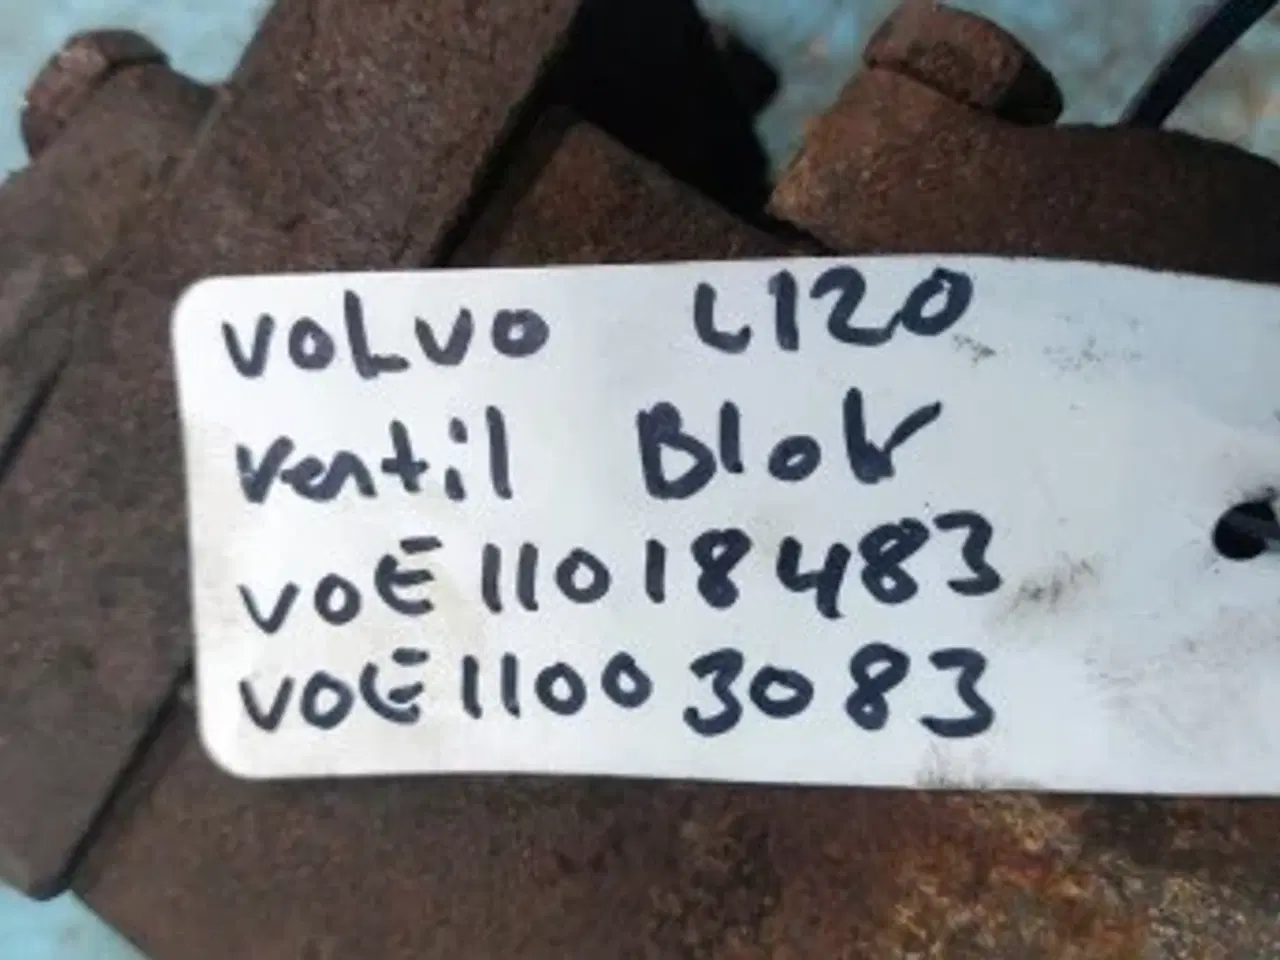 VOLVO L120
Ventil Blok
VOE 11018483
VOE 11003083